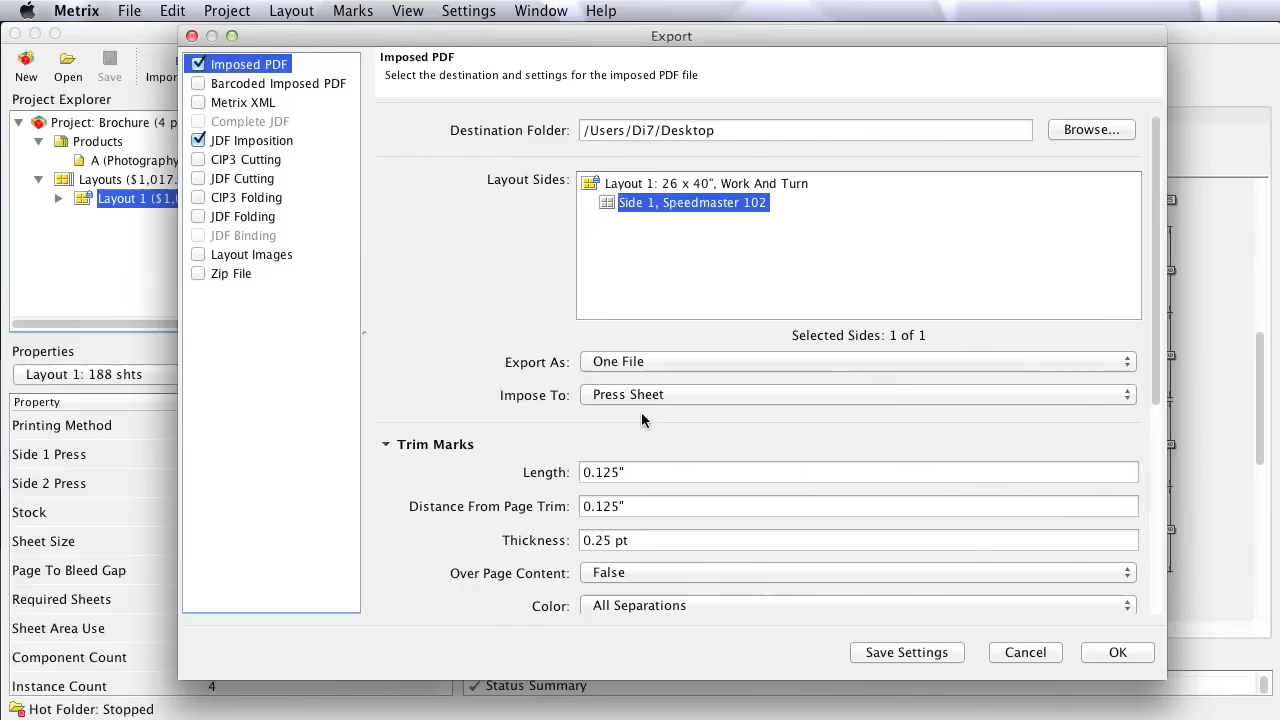 Metrix File Edit Project Layout Marks View Settings Window Help
Export
New Open Save Impor
Project Explorer
Project: Brochure (4 p
Products
A (Photography
Layouts ($1,017.
Layout 1 ($1,0
Properties
Layout 1: 188 shts
Property
Printing Method
Side 1 Press
Side 2 Press
Stock
Sheet Size
Page To Bleed Gap
Required Sheets
Sheet Area Use
Component Count
Instance Count 4
Hot Folder: Stopped
Imposed PDF
Barcoded Imposed PDF
Metrix XML
Complete JDF
JDF Imposition
CIP3 Cutting
JDF Cutting
CIP3 Folding
JDF Folding
JDF Binding
Layout Images
Zip File
Imposed PDF
Select the destination and settings for the imposed PDF file
Destination Folder: /Users/Di7/Desktop Browse...
Layout Sides: Layout 1: 26 x 40", Work And Turn
Side 1, Speedmaster 102
Selected Sides: 1 of 1
Export As: One File
Impose To: Press Sheet
Trim Marks
Length: 0.125"
Distance From Page Trim: 0.125"
Thickness: 0.25 pt
Over Page Content: False
Color: All Separations
Save Settings Cancel OK
Status Summary